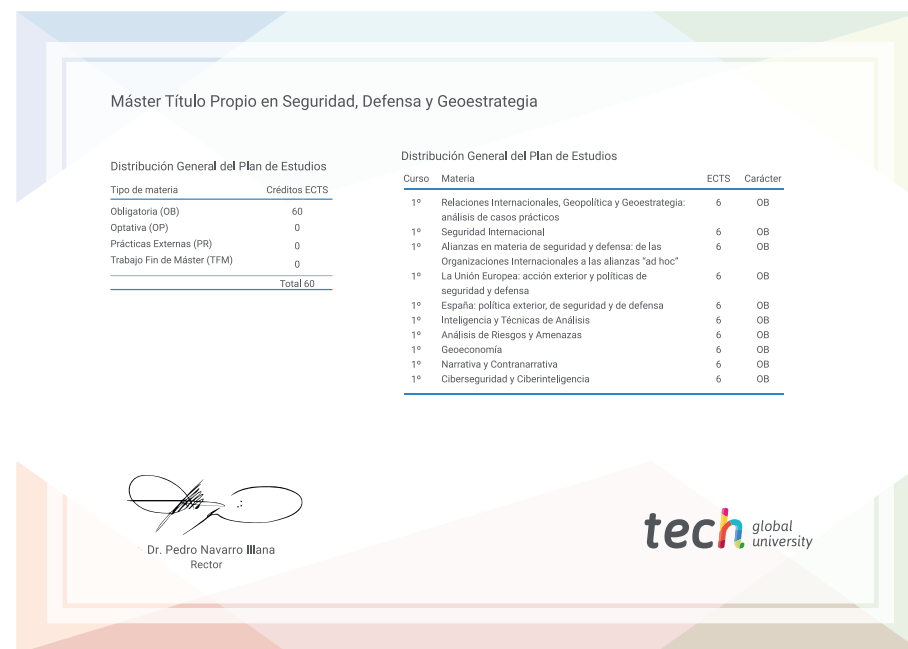 Máster Título Propio en Seguridad, Defensa y Geoestrategia
Distribución General del Plan de Estudios
Tipo de materia Créditos ECTS
Obligatoria (OB) 60
Optativa (OP) 0
Prácticas Externas (PR) 0
Trabajo Fin de Máster (TFM) 0
Total 60
Distribución General del Plan de Estudios
Curso Materia ECTS Carácter
1º Relaciones Internacionales, Geopolítica y Geoestrategia: 6 OB
análisis de casos prácticos
1º Seguridad Internacional 6 OB
1º Alianzas en materia de seguridad y defensa: de las 6 OB
Organizaciones Internacionales a las alianzas “ad hoc”
1º La Unión Europea: acción exterior y políticas de 6 OB
seguridad y defensa
1º España: política exterior, de seguridad y de defensa 6 OB
1º Inteligencia y Técnicas de Análisis 6 OB
1º Análisis de Riesgos y Amenazas 6 OB
1º Geoeconomía 6 OB
1º Narrativa y Contranarrativa 6 OB
1º Ciberseguridad y Ciberinteligencia 6 OB
Dr. Pedro Navarro Illana
Rector
tech global
university